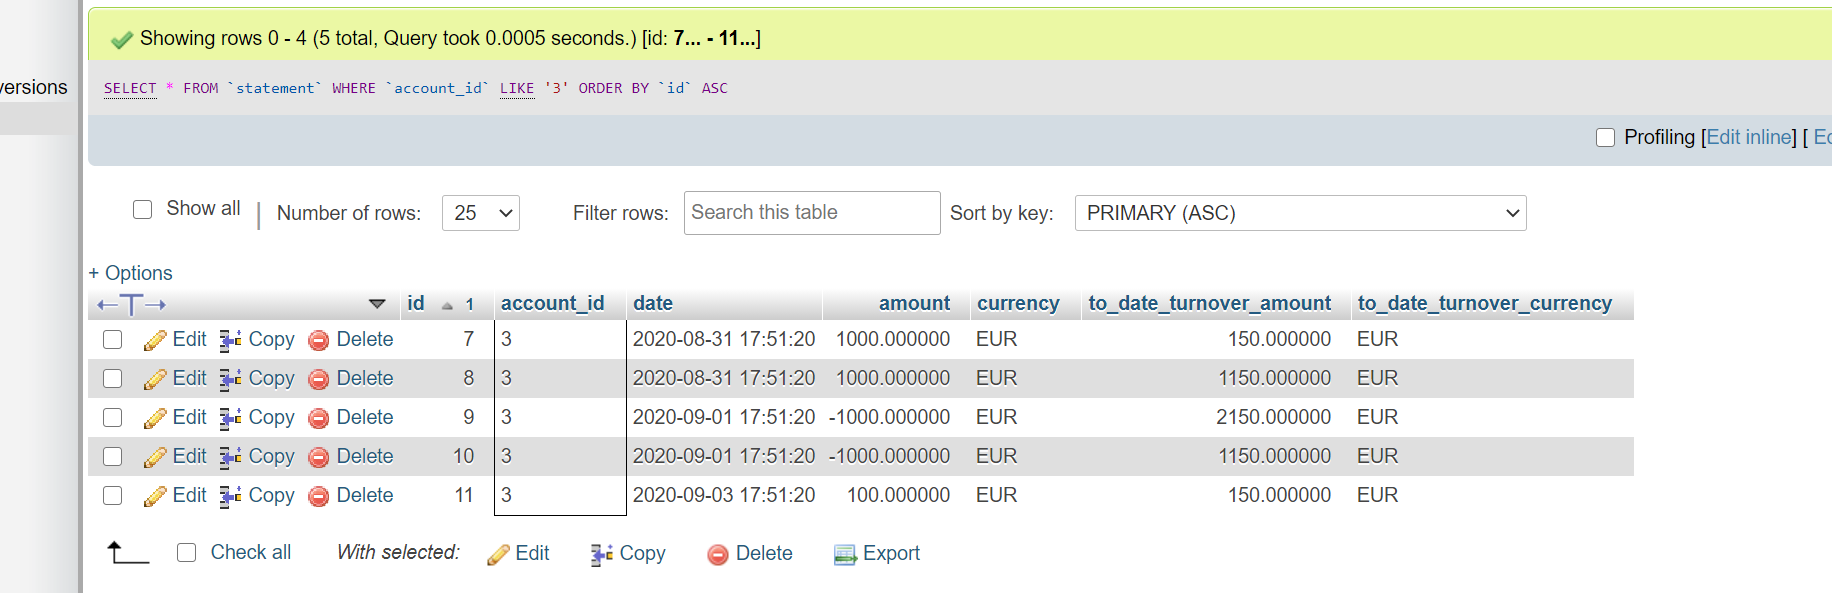 Showing rows 0 - 4 (5 total, Query took 0.0005 seconds.) [id: 7... - 11...]
versions
SELECT * FROM `statement` WHERE `account_id` LIKE '3' ORDER BY `id` ASC
Profiling [Edit inline] [ Ed
Show all | Number of rows: 25 Filter rows: Search this table Sort by key: PRIMARY (ASC)
+ Options
←T→ id 1 account_id date amount currency to_date_turnover_amount to_date_turnover_currency
Edit Copy Delete 7 3 2020-08-31 17:51:20 1000.000000 EUR 150.000000 EUR
Edit Copy Delete 8 3 2020-08-31 17:51:20 1000.000000 EUR 1150.000000 EUR
Edit Copy Delete 9 3 2020-09-01 17:51:20 -1000.000000 EUR 2150.000000 EUR
Edit Copy Delete 10 3 2020-09-01 17:51:20 -1000.000000 EUR 1150.000000 EUR
Edit Copy Delete 11 3 2020-09-03 17:51:20 100.000000 EUR 150.000000 EUR
Check all With selected: Edit Copy Delete Export